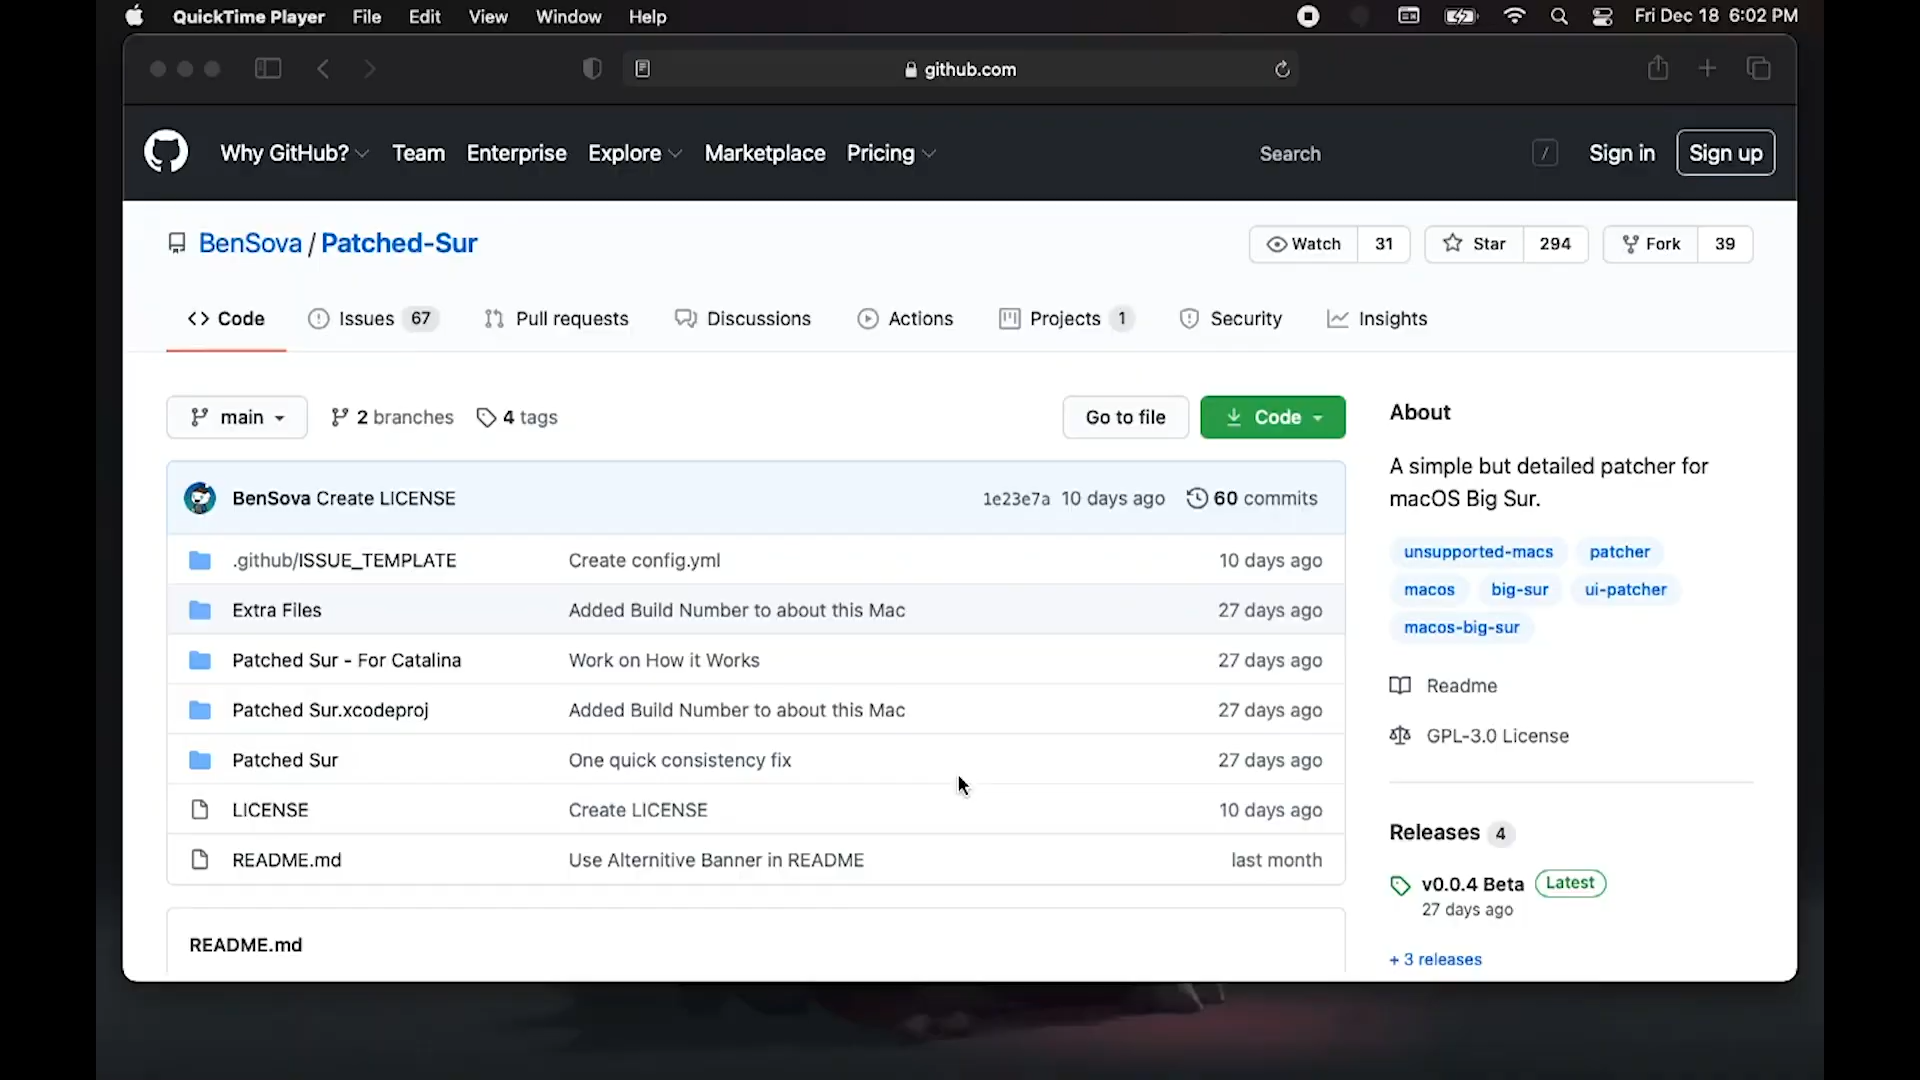 QuickTime Player File Edit View Window Help Fri Dec 18 6:02 PM
github.com
Why GitHub? Team Enterprise Explore Marketplace Pricing Search / Sign in Sign up
BenSova / Patched-Sur Watch 31 Star 294 Fork 39
<> Code Issues 67 Pull requests Discussions Actions Projects 1 Security Insights
main 2 branches 4 tags Go to file Code
About
A simple but detailed patcher for
macOS Big Sur.
BenSova Create LICENSE 1e23e7a 10 days ago 60 commits
.github/ISSUE_TEMPLATE Create config.yml 10 days ago
Extra Files Added Build Number to about this Mac 27 days ago
Patched Sur - For Catalina Work on How it Works 27 days ago
Patched Sur.xcodeproj Added Build Number to about this Mac 27 days ago
Patched Sur One quick consistency fix 27 days ago
LICENSE Create LICENSE 10 days ago
README.md Use Alternitive Banner in README last month
README.md
unsupported-macs patcher
macos big-sur ui-patcher
macos-big-sur
Readme
GPL-3.0 License
Releases 4
v0.0.4 Beta Latest
27 days ago
+ 3 releases